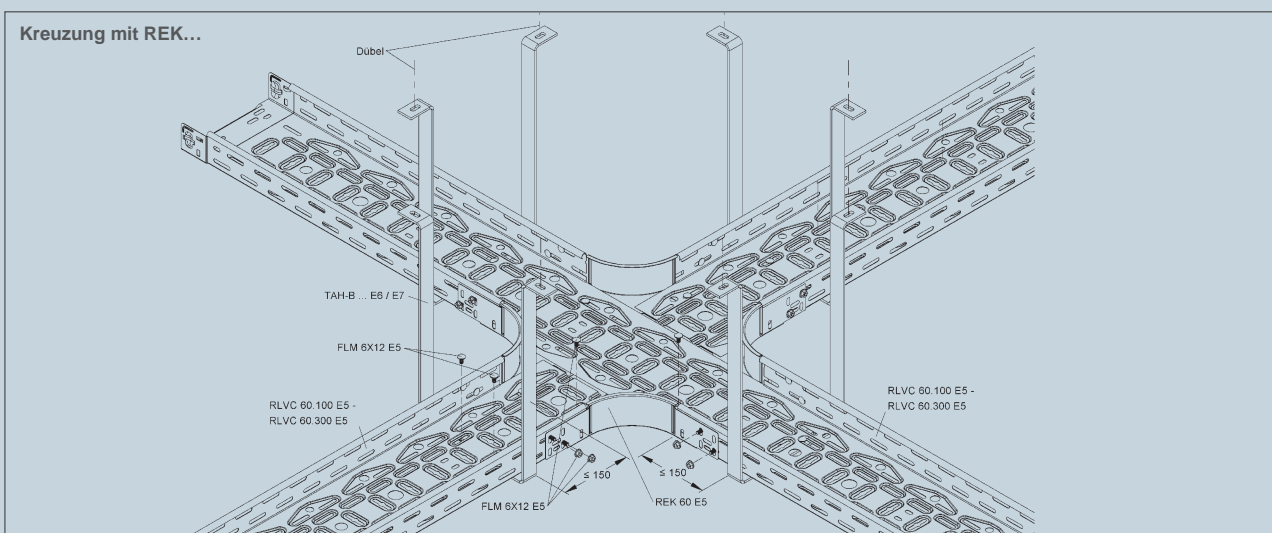 Kreuzung mit REK...
Dübel
TAH-B ... E6 / E7
FLM 6X12 E5
RLVC 60.100 E5 -
RLVC 60.300 E5
RLVC 60.100 E5 -
RLVC 60.300 E5
≤ 150
≤ 150
FLM 6X12 E5
REK 60 E5